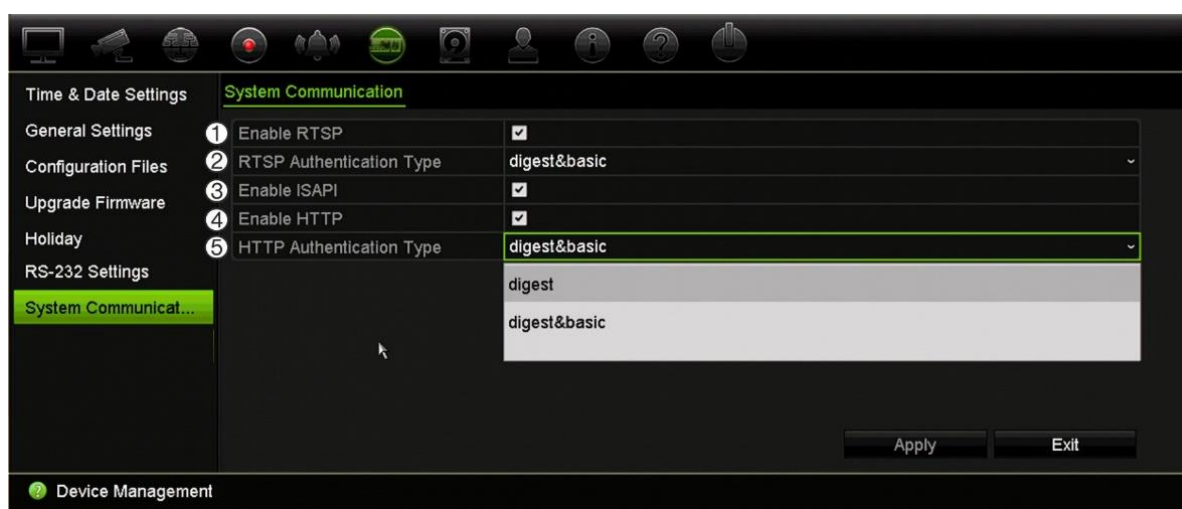 Time & Date Settings
System Communication
General Settings
① Enable RTSP
Configuration Files
② RTSP Authentication Type digest&basic
Upgrade Firmware
③ Enable ISAPI
④ Enable HTTP
Holiday
⑤ HTTP Authentication Type digest&basic
RS-232 Settings
digest
System Communicat...
digest&basic
Apply Exit
Device Management